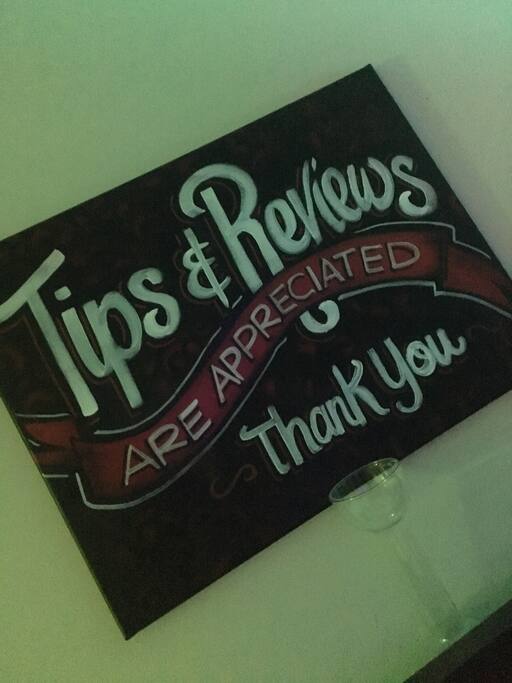 Tips & Reviews
ARE APPRECIATED
Thank You